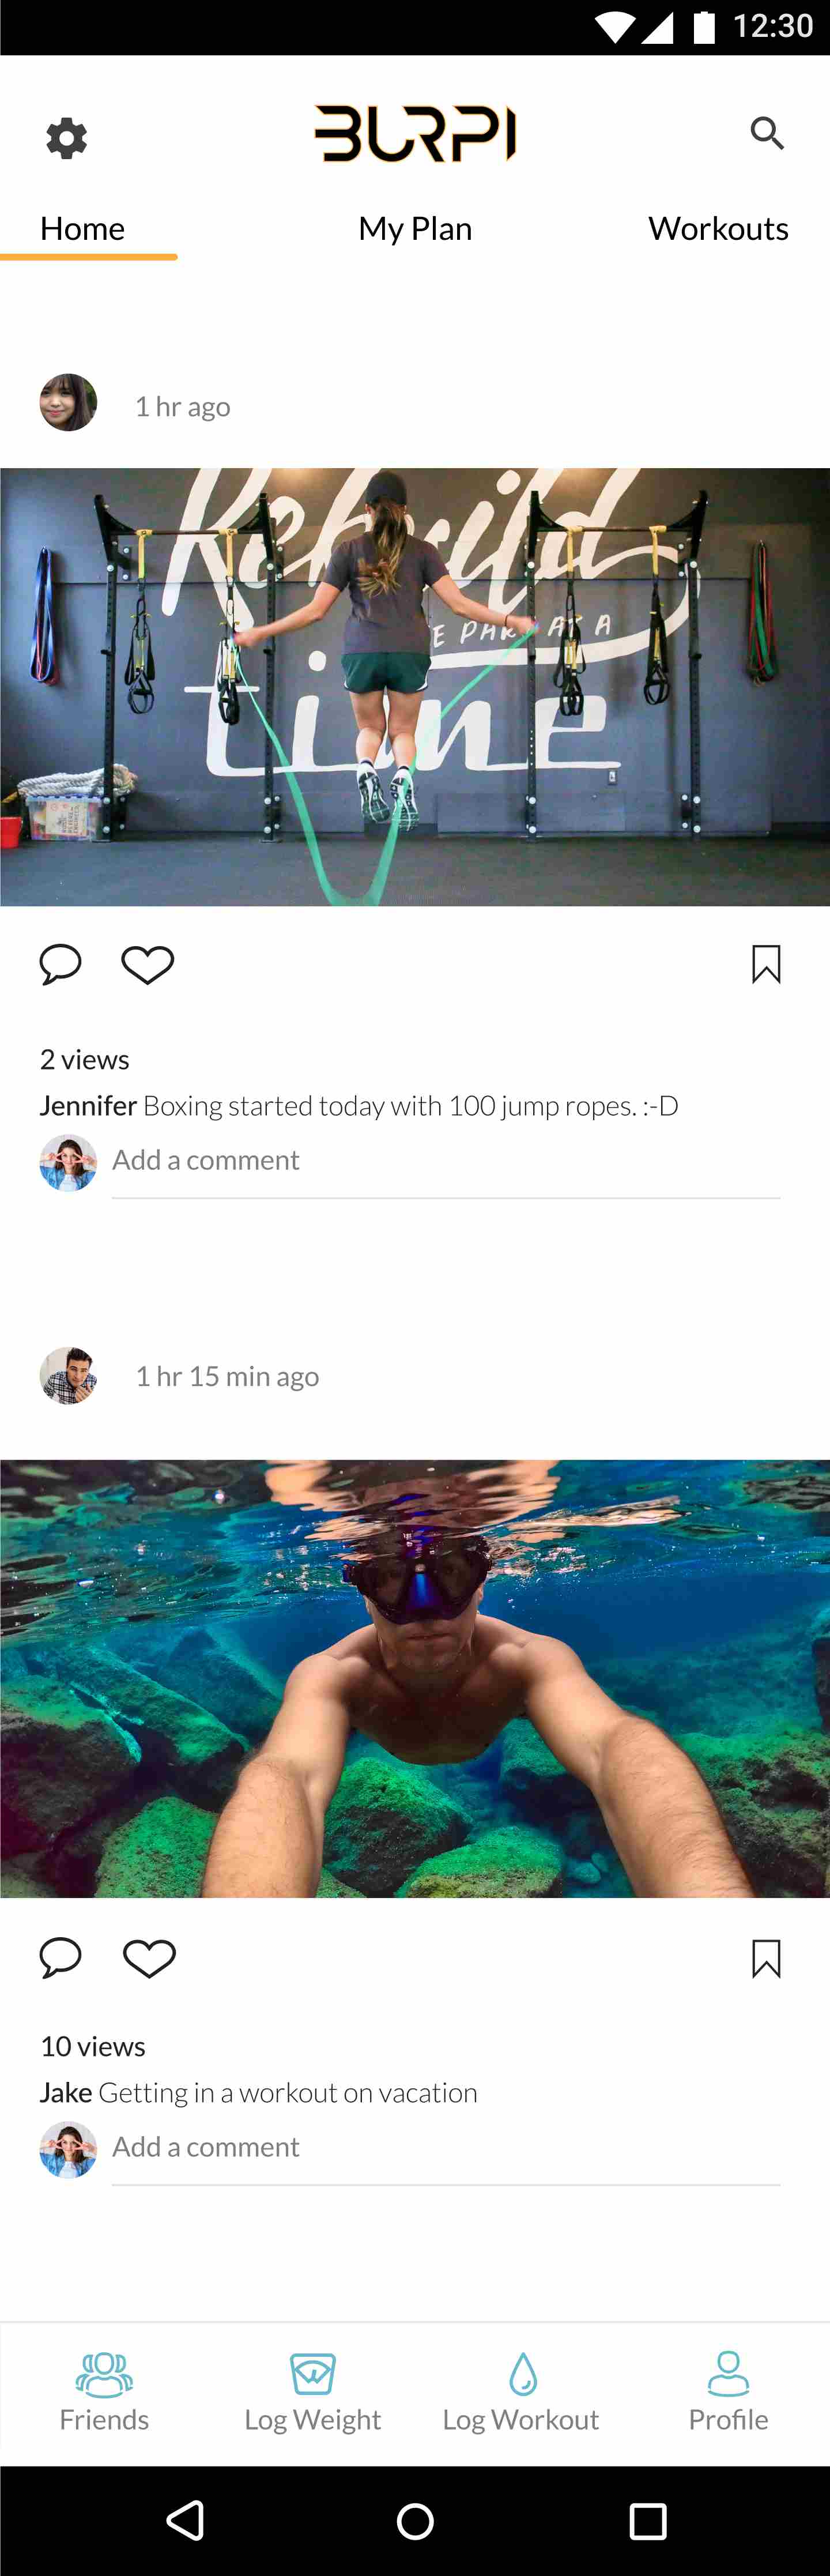 12:30
BURPI
Home My Plan Workouts
1 hr ago
Rebuild
E PAR AT A
time
2 views
Jennifer Boxing started today with 100 jump ropes. :-D
Add a comment
1 hr 15 min ago
10 views
Jake Getting in a workout on vacation
Add a comment
Friends Log Weight Log Workout Profile